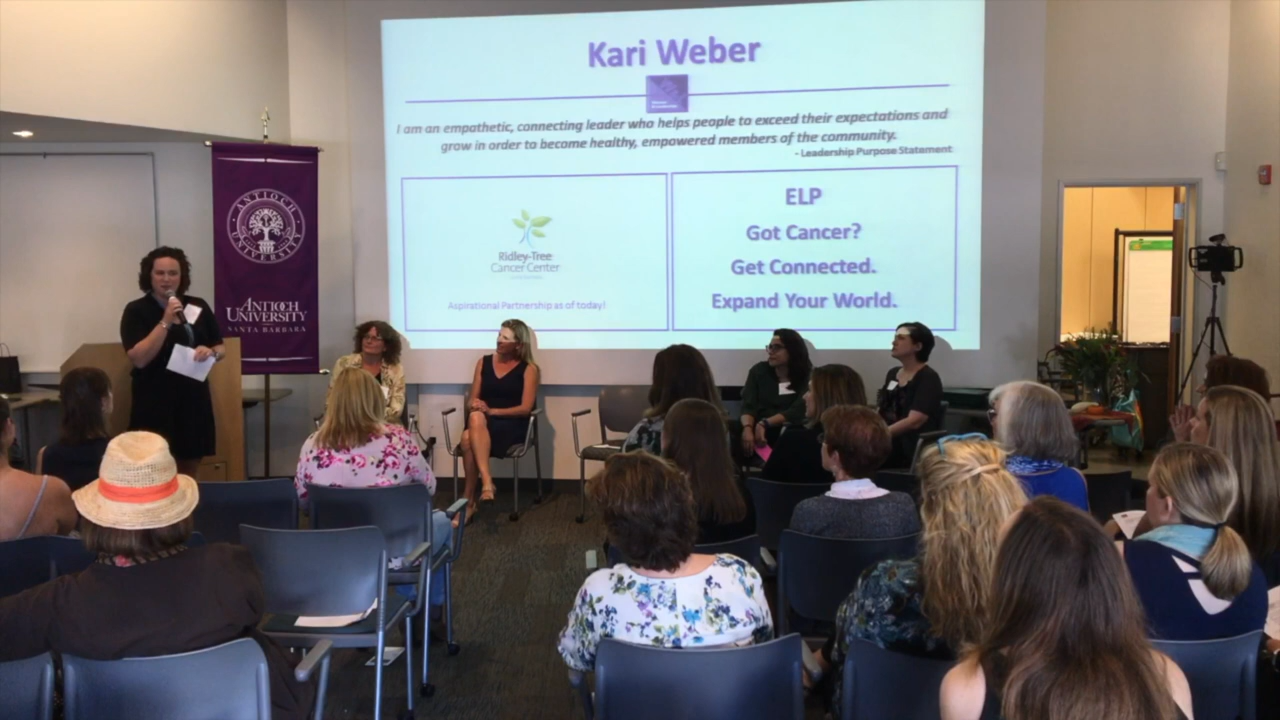 Kari Weber
I am an empathetic, connecting leader who helps people to exceed their expectations and
grow in order to become healthy, empowered members of the community.
- Leadership Purpose Statement
Ridley-Tree
Cancer Center
Aspirational Partnership as of today!
ELP
Got Cancer?
Get Connected.
Expand Your World.
ANTIOCH UNIVERSITY
ANTIOCH
UNIVERSITY
SANTA BARBARA